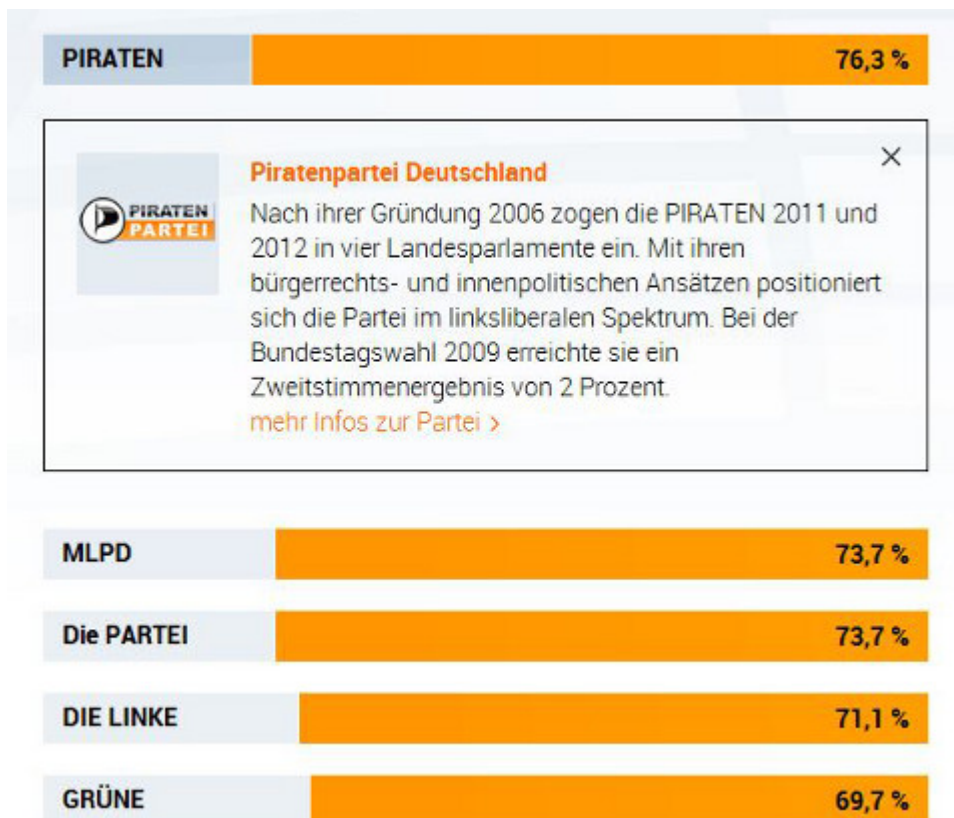 PIRATEN 76,3 %
PIRATEN
PARTEI
Piratenpartei Deutschland
Nach ihrer Gründung 2006 zogen die PIRATEN 2011 und
2012 in vier Landesparlamente ein. Mit ihren
bürgerrechts- und innenpolitischen Ansätzen positioniert
sich die Partei im linksliberalen Spektrum. Bei der
Bundestagswahl 2009 erreichte sie ein
Zweitstimmenergebnis von 2 Prozent.
mehr Infos zur Partei >
MLPD 73,7 %
Die PARTEI 73,7 %
DIE LINKE 71,1 %
GRÜNE 69,7 %